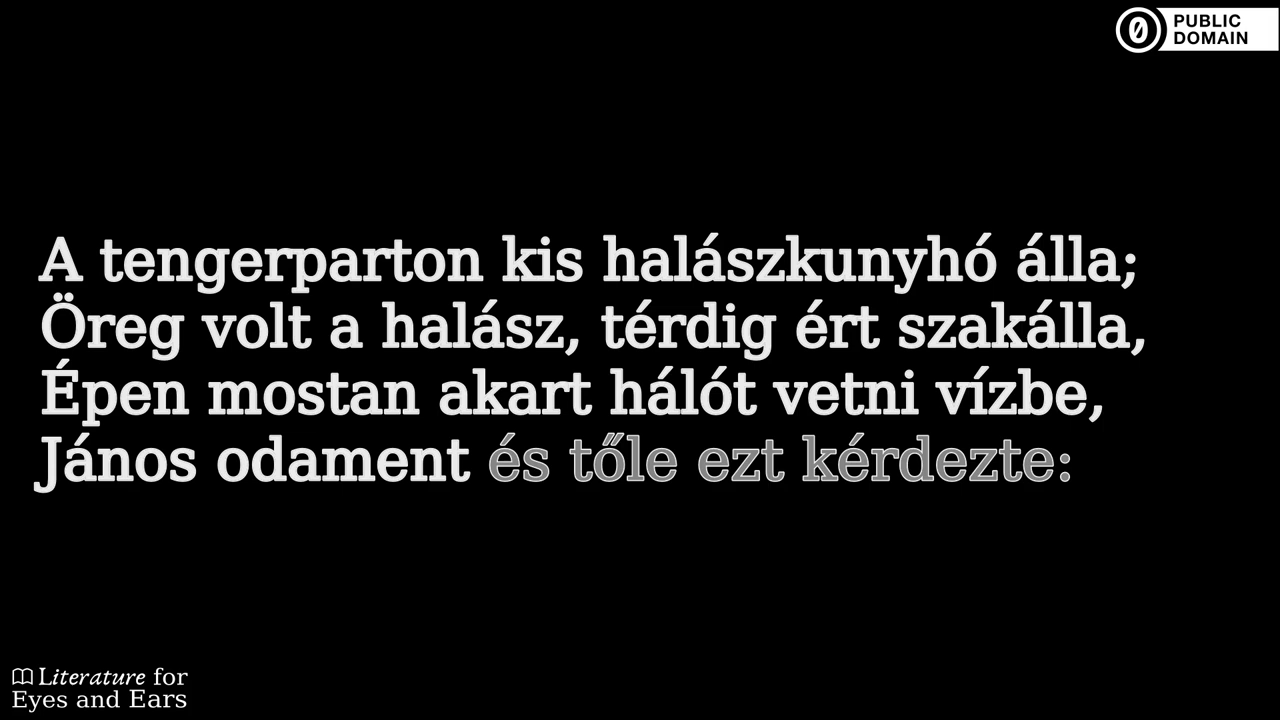 PUBLIC
DOMAIN
A tengerparton kis halászkunyhó álla;
Öreg volt a halász, térdig ért szakálla,
Épen mostan akart hálót vetni vízbe,
János odament és tőle ezt kérdezte:
Literature for
Eyes and Ears